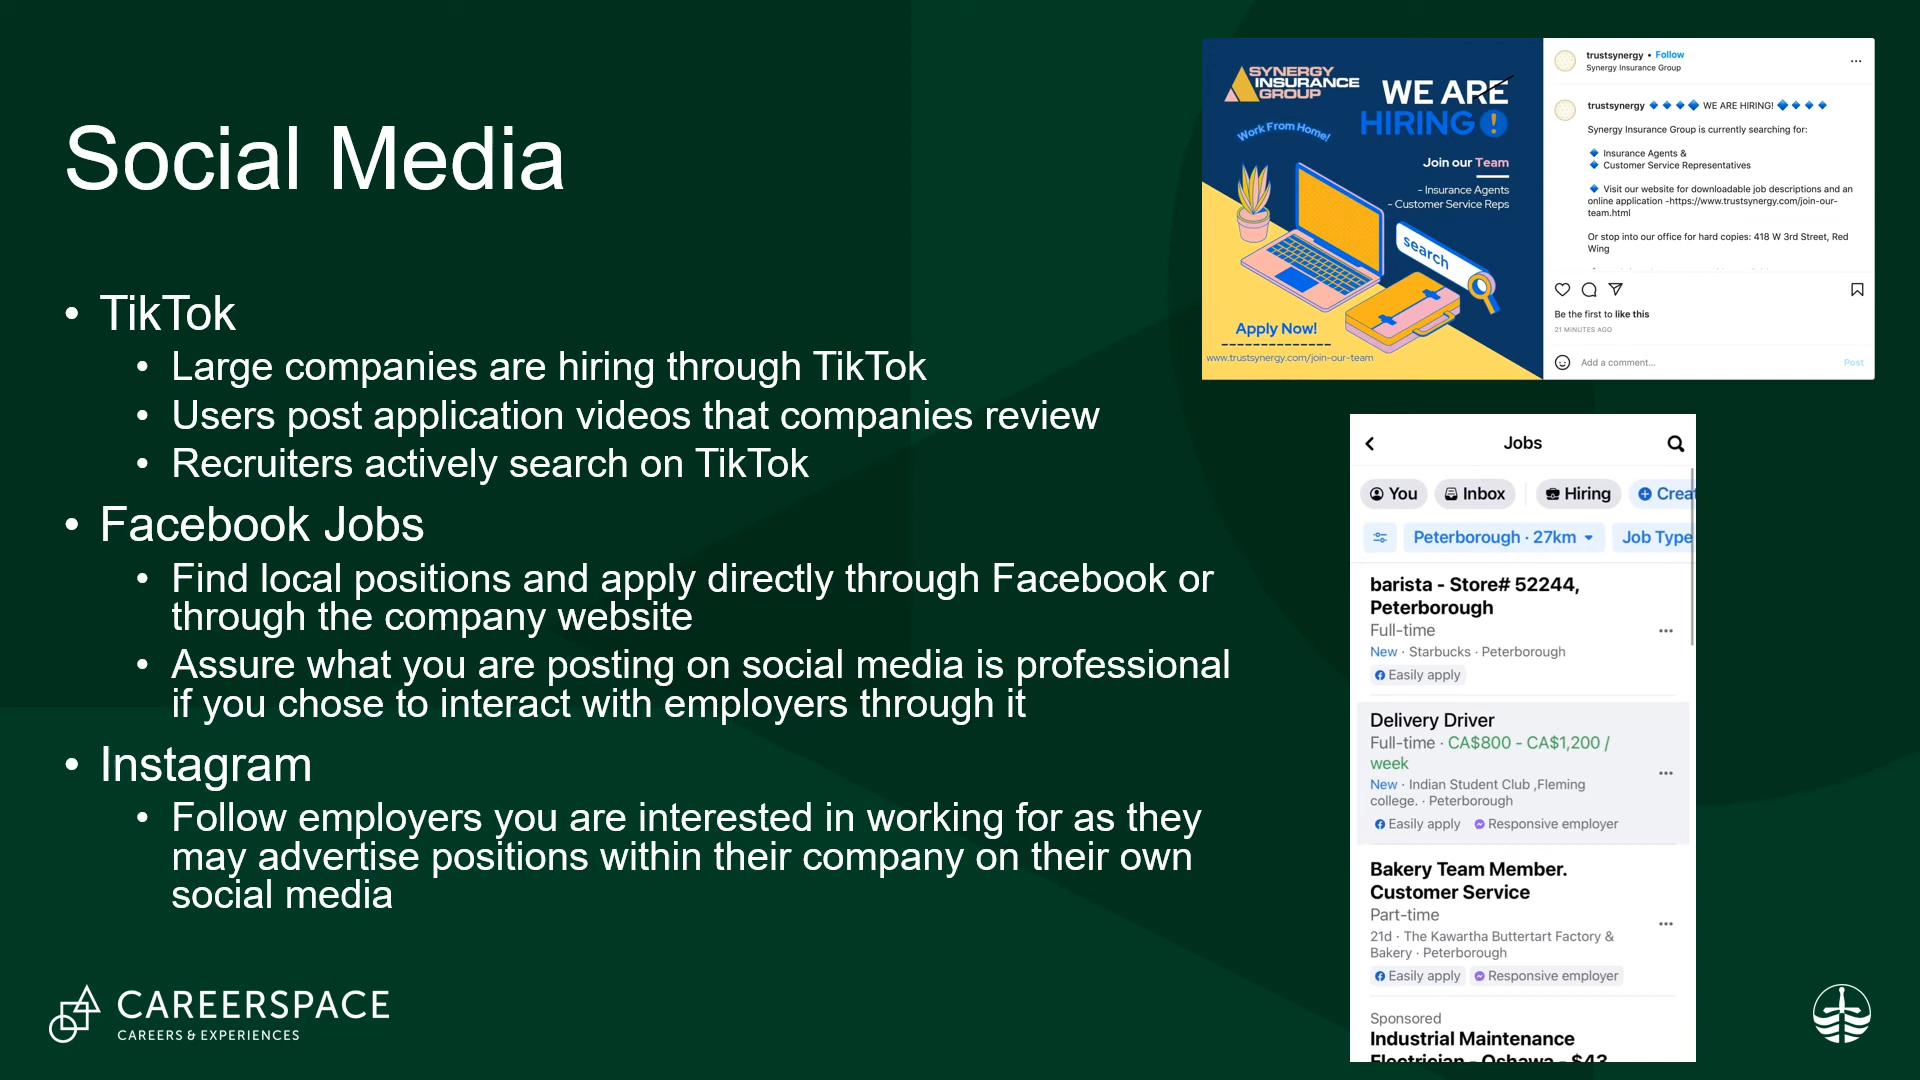 Social Media
• TikTok
• Large companies are hiring through TikTok
• Users post application videos that companies review
• Recruiters actively search on TikTok
• Facebook Jobs
• Find local positions and apply directly through Facebook or
through the company website
• Assure what you are posting on social media is professional
if you chose to interact with employers through it
• Instagram
• Follow employers you are interested in working for as they
may advertise positions within their company on their own
social media
CAREERSPACE
CAREERS & EXPERIENCES
SYNERGY
INSURANCE
GROUP
WE ARE
HIRING!
Work From Home!
Join our Team
- Insurance Agents
- Customer Service Reps
search
Apply Now!
www.trustsynergy.com/join-our-team
trustsynergy • Follow
Synergy Insurance Group
trustsynergy WE ARE HIRING!
Synergy Insurance Group is currently searching for:
Insurance Agents &
Customer Service Representatives
Visit our website for downloadable job descriptions and an
online application -https://www.trustsynergy.com/join-our-
team.html
Or stop into our office for hard copies: 418 W 3rd Street, Red
Wing
Be the first to like this
21 MINUTES AGO
Add a comment...
Post
Jobs
You Inbox Hiring Creat
Peterborough · 27km Job Type
barista - Store# 52244,
Peterborough
Full-time
New · Starbucks · Peterborough
Easily apply
Delivery Driver
Full-time · CA$800 - CA$1,200 /
week
New · Indian Student Club ,Fleming
college. · Peterborough
Easily apply Responsive employer
Bakery Team Member.
Customer Service
Part-time
21d · The Kawartha Buttertart Factory &
Bakery · Peterborough
Easily apply Responsive employer
Sponsored
Industrial Maintenance
Electrician - Oshawa - $43